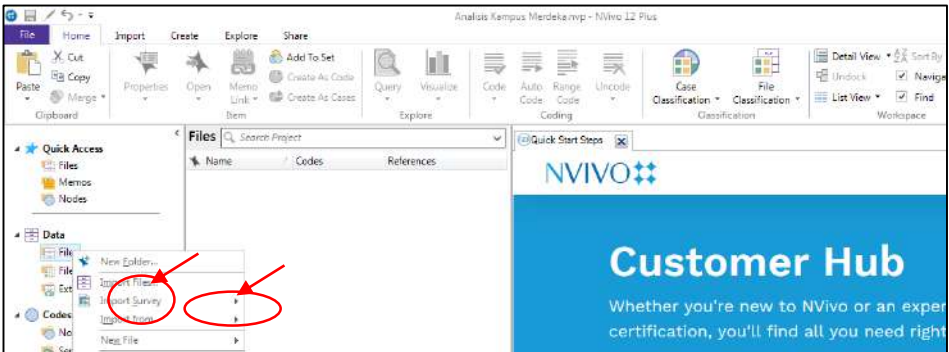 Analisis Kampus Merdeka.nvp - NVivo 12 Plus
File Home Import Create Explore Share
Paste
Cut
Copy
Merge
Clipboard
Properties
Open
Memo Link
Add To Set
Create As Code
Create As Cases
Item
Query
Visualize
Explore
Code
Auto Code
Range Code
Uncode
Coding
Case Classification
File Classification
Classification
Detail View
Sort By
Undock
Naviga
List View
Find
Workspace
Quick Access
Files
Memos
Nodes
Data
File
File
Ext
Codes
No
New Folder...
Import Files...
Import Survey
Import from
New File
Files Search Project
Name Codes References
Quick Start Steps
NVIVO
Customer Hub
Whether you're new to NVivo or an exper
certification, you'll find all you need right